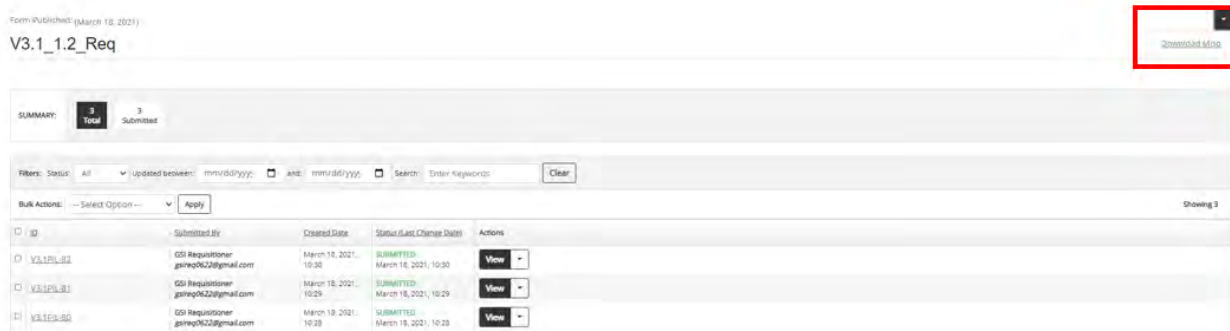 Form Published: (March 18, 2021)
V3.1_1.2_Req
Download Map
SUMMARY: 3 Total 3 Submitted
Filters: Status: All Updated between: mm/dd/yyyy and: mm/dd/yyyy Search: Enter Keywords Clear
Bulk Actions: -- Select Option -- Apply Showing 3
ID Submitted By Created Date Status (Last Change Date) Actions
V3.1PIL-82 GSI Requisitioner March 18, 2021, SUBMITTED View
gsireq0622@gmail.com 10:30 March 18, 2021, 10:30
V3.1PIL-81 GSI Requisitioner March 18, 2021, SUBMITTED View
gsireq0622@gmail.com 10:29 March 18, 2021, 10:29
V3.1PIL-80 GSI Requisitioner March 18, 2021, SUBMITTED View
gsireq0622@gmail.com 10:28 March 18, 2021, 10:28